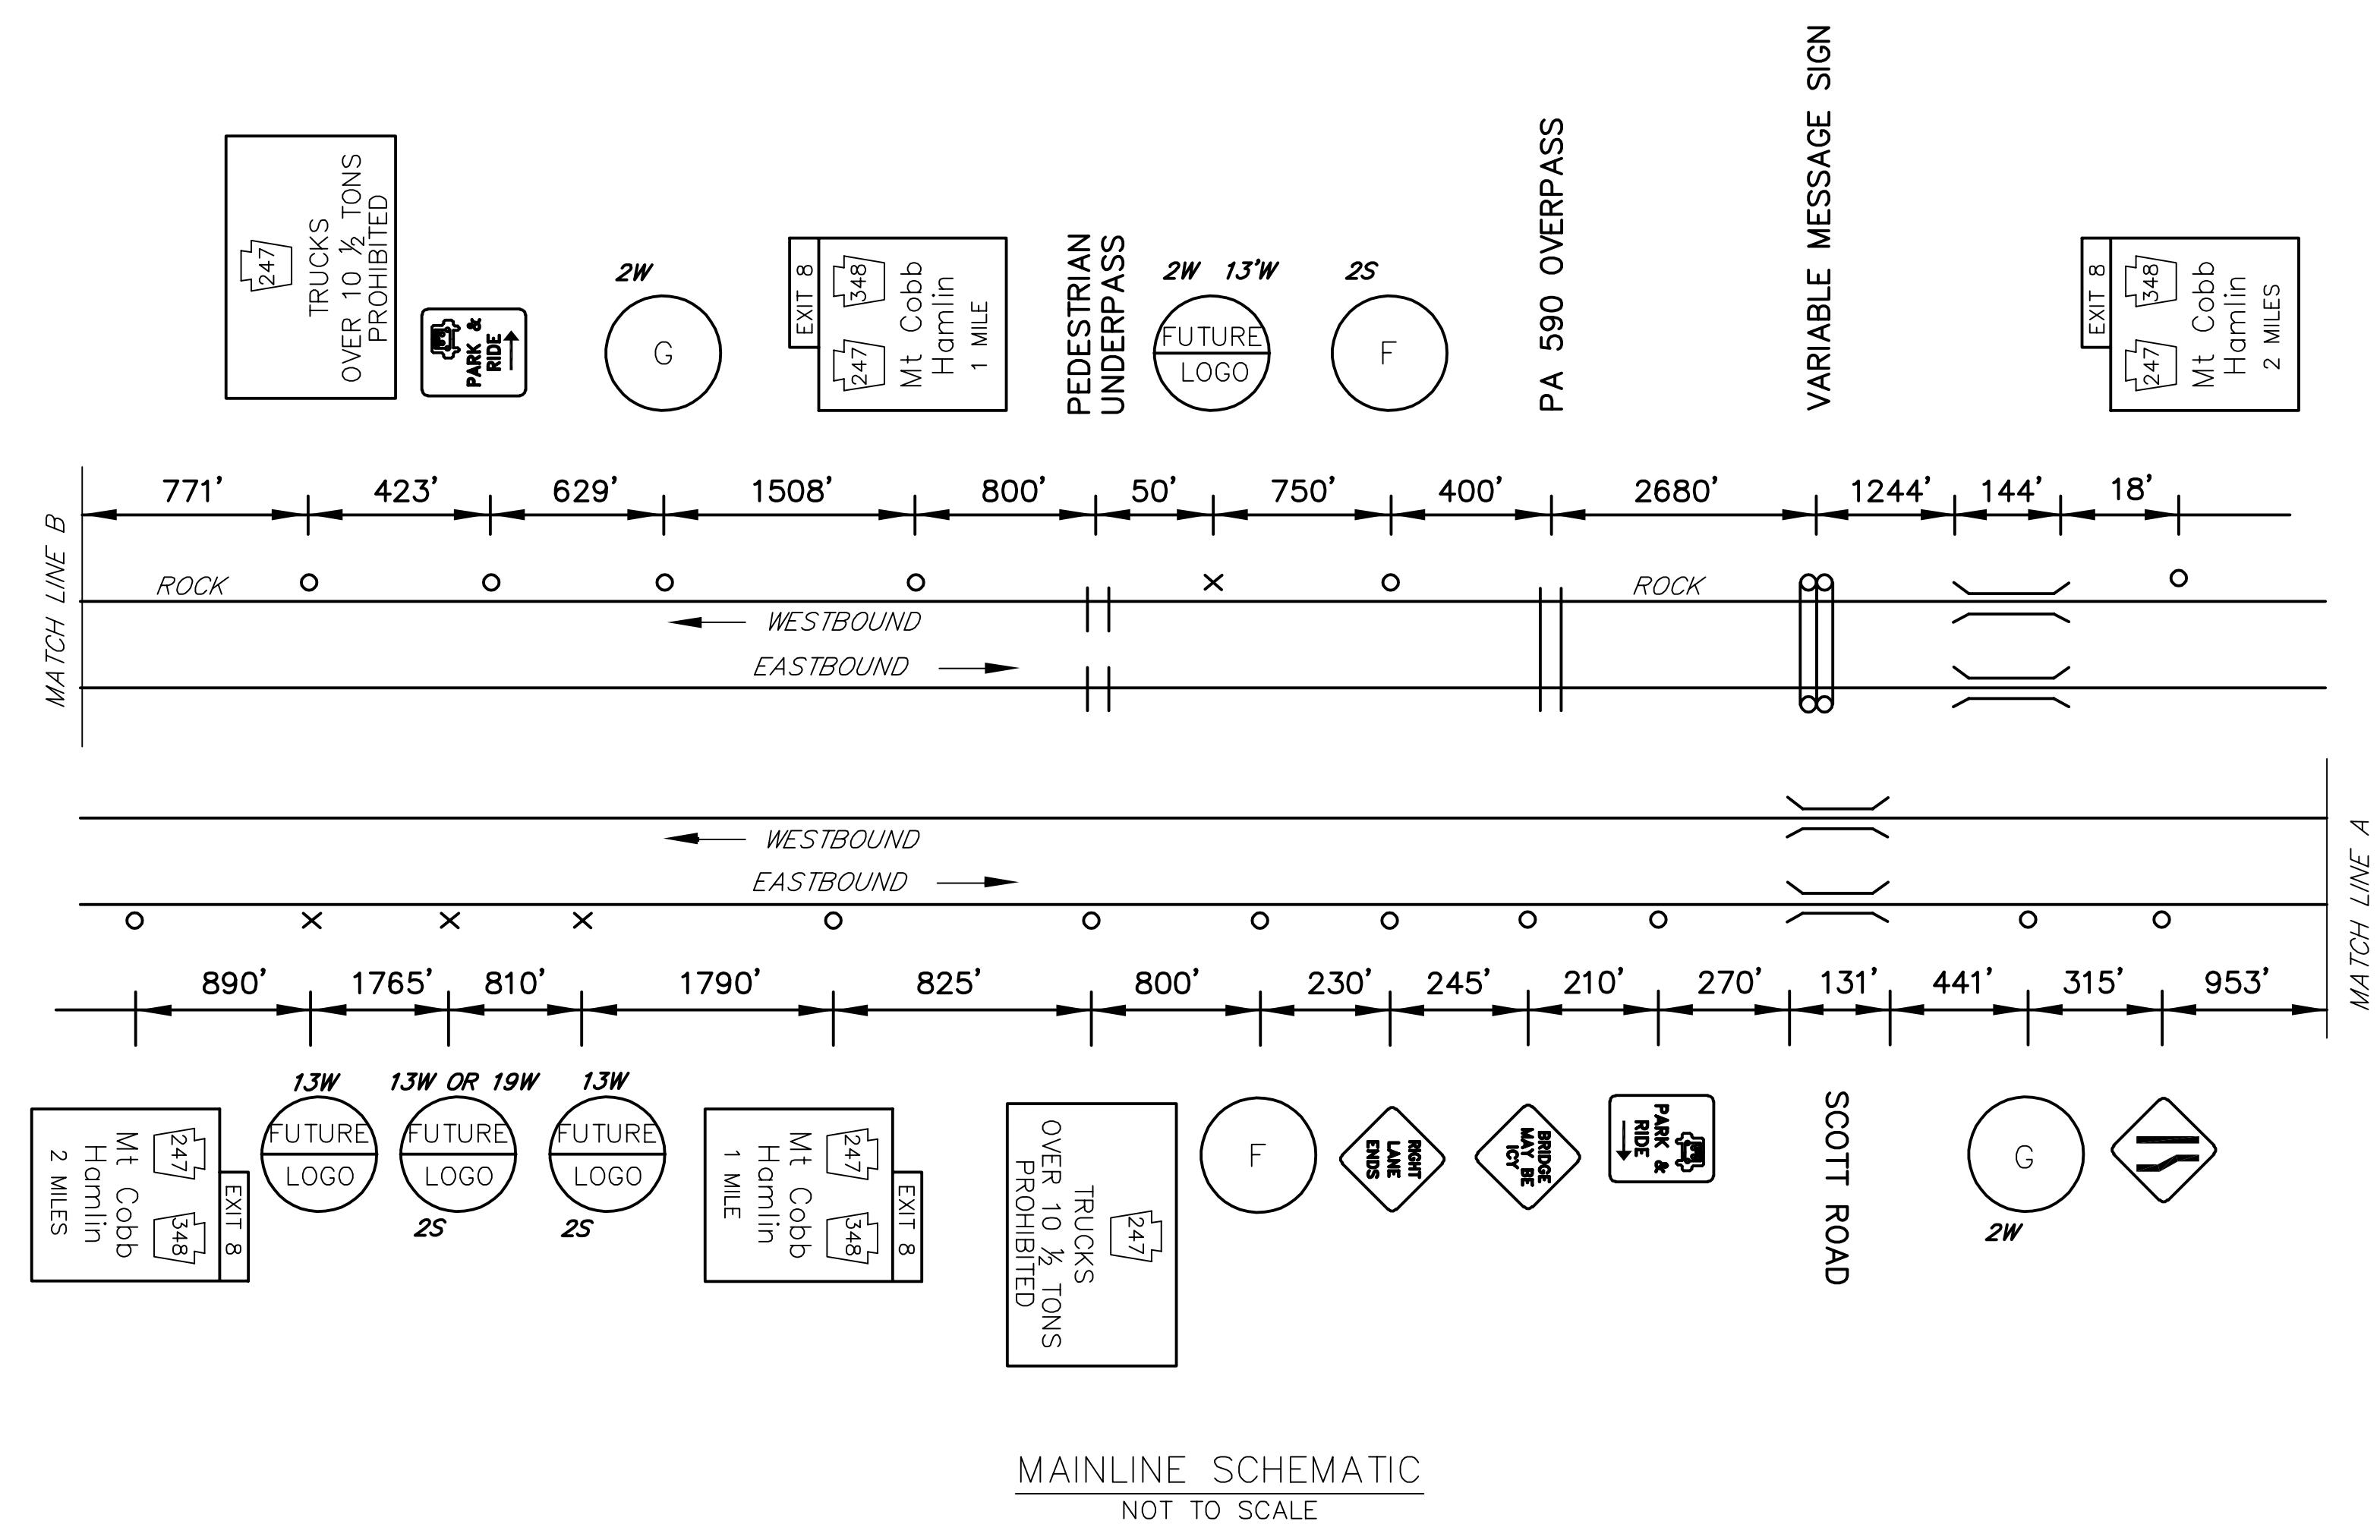 247
TRUCKS
OVER 10 ½ TONS
PROHIBITED
PARK &
RIDE
2W
G
EXIT 8
247 348
Mt Cobb
Hamlin
1 MILE
PEDESTRIAN
UNDERPASS
2W 13'W
FUTURE
LOGO
2S
F
PA 590 OVERPASS
VARIABLE MESSAGE SIGN
EXIT 8
247 348
Mt Cobb
Hamlin
2 MILES
771' 423' 629' 1508' 800' 50' 750' 400' 2680' 1244' 144' 18'
MATCH LINE B
ROCK ROCK
WESTBOUND
EASTBOUND
WESTBOUND
EASTBOUND
MATCH LINE A
890' 1765' 810' 1790' 825' 800' 230' 245' 210' 270' 131' 441' 315' 953'
EXIT 8
247 348
Mt Cobb
Hamlin
2 MILES
13W
FUTURE
LOGO
13W OR 19W
FUTURE
LOGO
2S
13W
FUTURE
LOGO
2S
EXIT 8
247 348
Mt Cobb
Hamlin
1 MILE
247
TRUCKS
OVER 10 ½ TONS
PROHIBITED
F
RIGHT
LANE
ENDS
BRIDGE
MAY BE
ICY
PARK &
RIDE
SCOTT ROAD
G
2W
MAINLINE SCHEMATIC
NOT TO SCALE